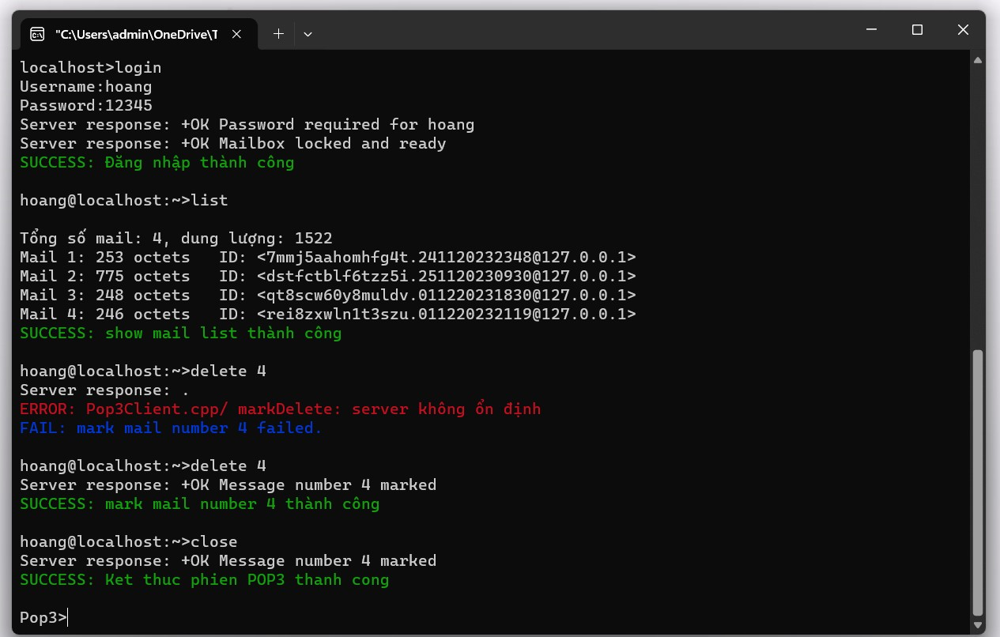 "C:\Users\admin\OneDrive\T
localhost>login
Username:hoang
Password:12345
Server response: +OK Password required for hoang
Server response: +OK Mailbox locked and ready
SUCCESS: Đăng nhập thành công
hoang@localhost:~>list
Tổng số mail: 4, dung lượng: 1522
Mail 1: 253 octets   ID: <7mmj5aahomhfg4t.241120232348@127.0.0.1>
Mail 2: 775 octets   ID: <dstfctblf6tzz5i.251120230930@127.0.0.1>
Mail 3: 248 octets   ID: <qt8scw60y8muldv.011220231830@127.0.0.1>
Mail 4: 246 octets   ID: <rei8zxwln1t3szu.011220232119@127.0.0.1>
SUCCESS: show mail list thành công
hoang@localhost:~>delete 4
Server response: .
ERROR: Pop3Client.cpp/ markDelete: server không ổn định
FAIL: mark mail number 4 failed.
hoang@localhost:~>delete 4
Server response: +OK Message number 4 marked
SUCCESS: mark mail number 4 thành công
hoang@localhost:~>close
Server response: +OK Message number 4 marked
SUCCESS: Ket thuc phien POP3 thanh cong
Pop3>